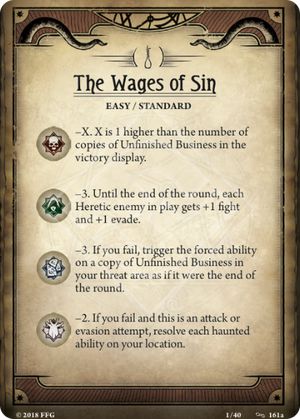 The Wages of Sin
EASY / STANDARD
–X. X is 1 higher than the number of
copies of Unfinished Business in the
victory display.
–3. Until the end of the round, each
Heretic enemy in play gets +1 fight
and +1 evade.
–3. If you fail, trigger the forced ability
on a copy of Unfinished Business in
your threat area as if it were the end of
the round.
–2. If you fail and this is an attack or
evasion attempt, resolve each haunted
ability on your location.
© 2018 FFG
1/40
161a